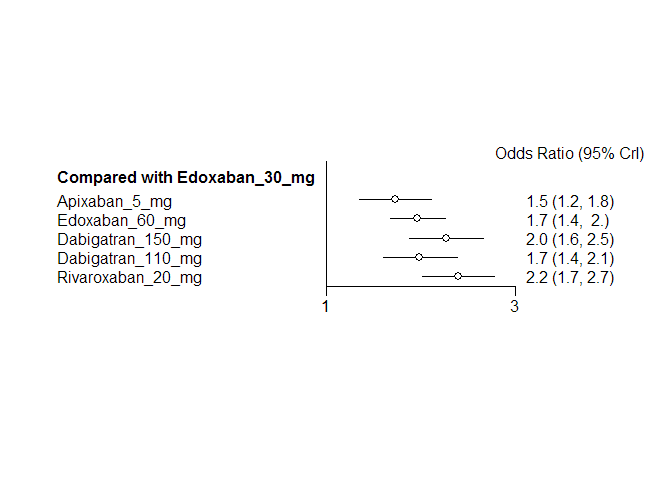 Odds Ratio (95% CrI)
Compared with Edoxaban_30_mg
Apixaban_5_mg 1.5 (1.2, 1.8)
Edoxaban_60_mg 1.7 (1.4,  2.)
Dabigatran_150_mg 2.0 (1.6, 2.5)
Dabigatran_110_mg 1.7 (1.4, 2.1)
Rivaroxaban_20_mg 2.2 (1.7, 2.7)
1 3